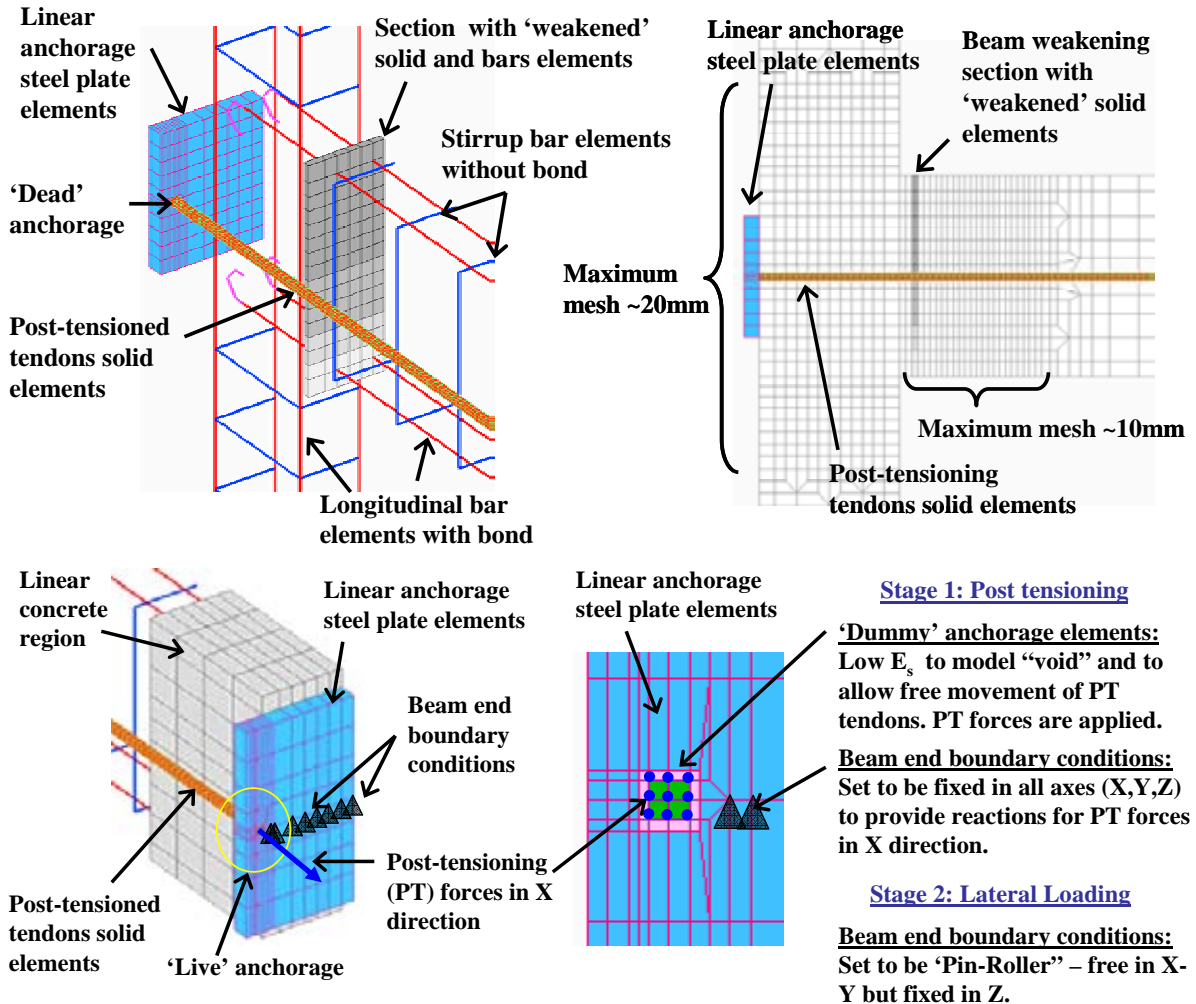 Linear
anchorage
steel plate
elements
Section with ‘weakened’
solid and bars elements
Stirrup bar elements
without bond
‘Dead’
anchorage
Post-tensioned
tendons solid
elements
Longitudinal bar
elements with bond
Linear anchorage
steel plate elements
Beam weakening
section with
‘weakened’ solid
elements
Maximum
mesh ~20mm
Maximum mesh ~10mm
Post-tensioning
tendons solid elements
Linear
concrete
region
Linear anchorage
steel plate elements
Beam end
boundary
conditions
Post-tensioning
(PT) forces in X
direction
Post-tensioned
tendons solid
elements
‘Live’ anchorage
Linear anchorage
steel plate elements
Stage 1: Post tensioning
‘Dummy’ anchorage elements:
Low Es to model “void” and to
allow free movement of PT
tendons. PT forces are applied.
Beam end boundary conditions:
Set to be fixed in all axes (X,Y,Z)
to provide reactions for PT forces
in X direction.
Stage 2: Lateral Loading
Beam end boundary conditions:
Set to be ‘Pin-Roller” – free in X-
Y but fixed in Z.